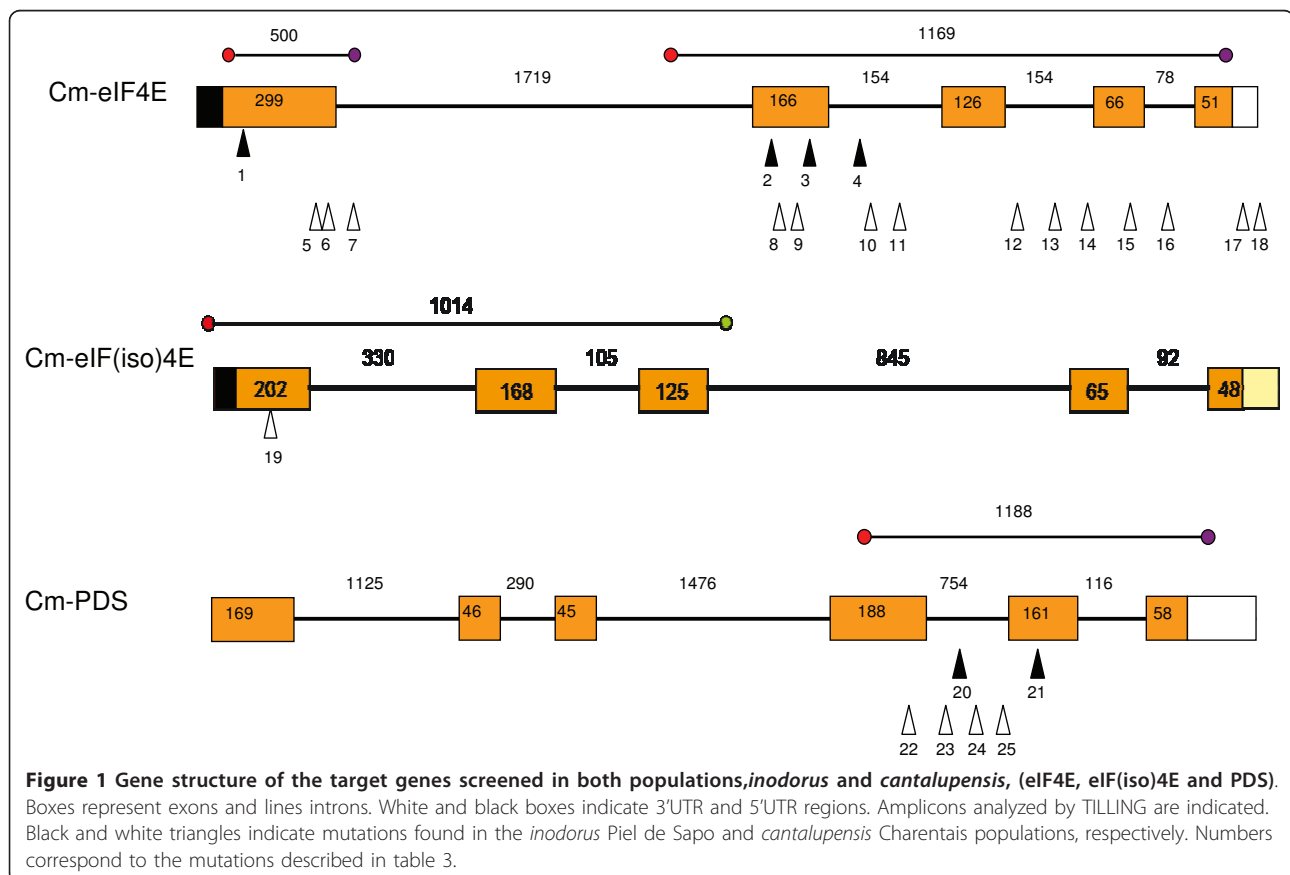 500 1169
Cm-eIF4E 299 1719 166 154 126 154 66 78 51
1 2 3 4
5 6 7 8 9 10 11 12 13 14 15 16 17 18
1014
Cm-eIF(iso)4E 202 330 168 105 125 845 65 92 48
19
1188
Cm-PDS 169 1125 46 290 45 1476 188 754 161 116 58
20 21
22 23 24 25
Figure 1 Gene structure of the target genes screened in both populations,inodorus and cantalupensis, (eIF4E, eIF(iso)4E and PDS).
Boxes represent exons and lines introns. White and black boxes indicate 3'UTR and 5'UTR regions. Amplicons analyzed by TILLING are indicated.
Black and white triangles indicate mutations found in the inodorus Piel de Sapo and cantalupensis Charentais populations, respectively. Numbers
correspond to the mutations described in table 3.